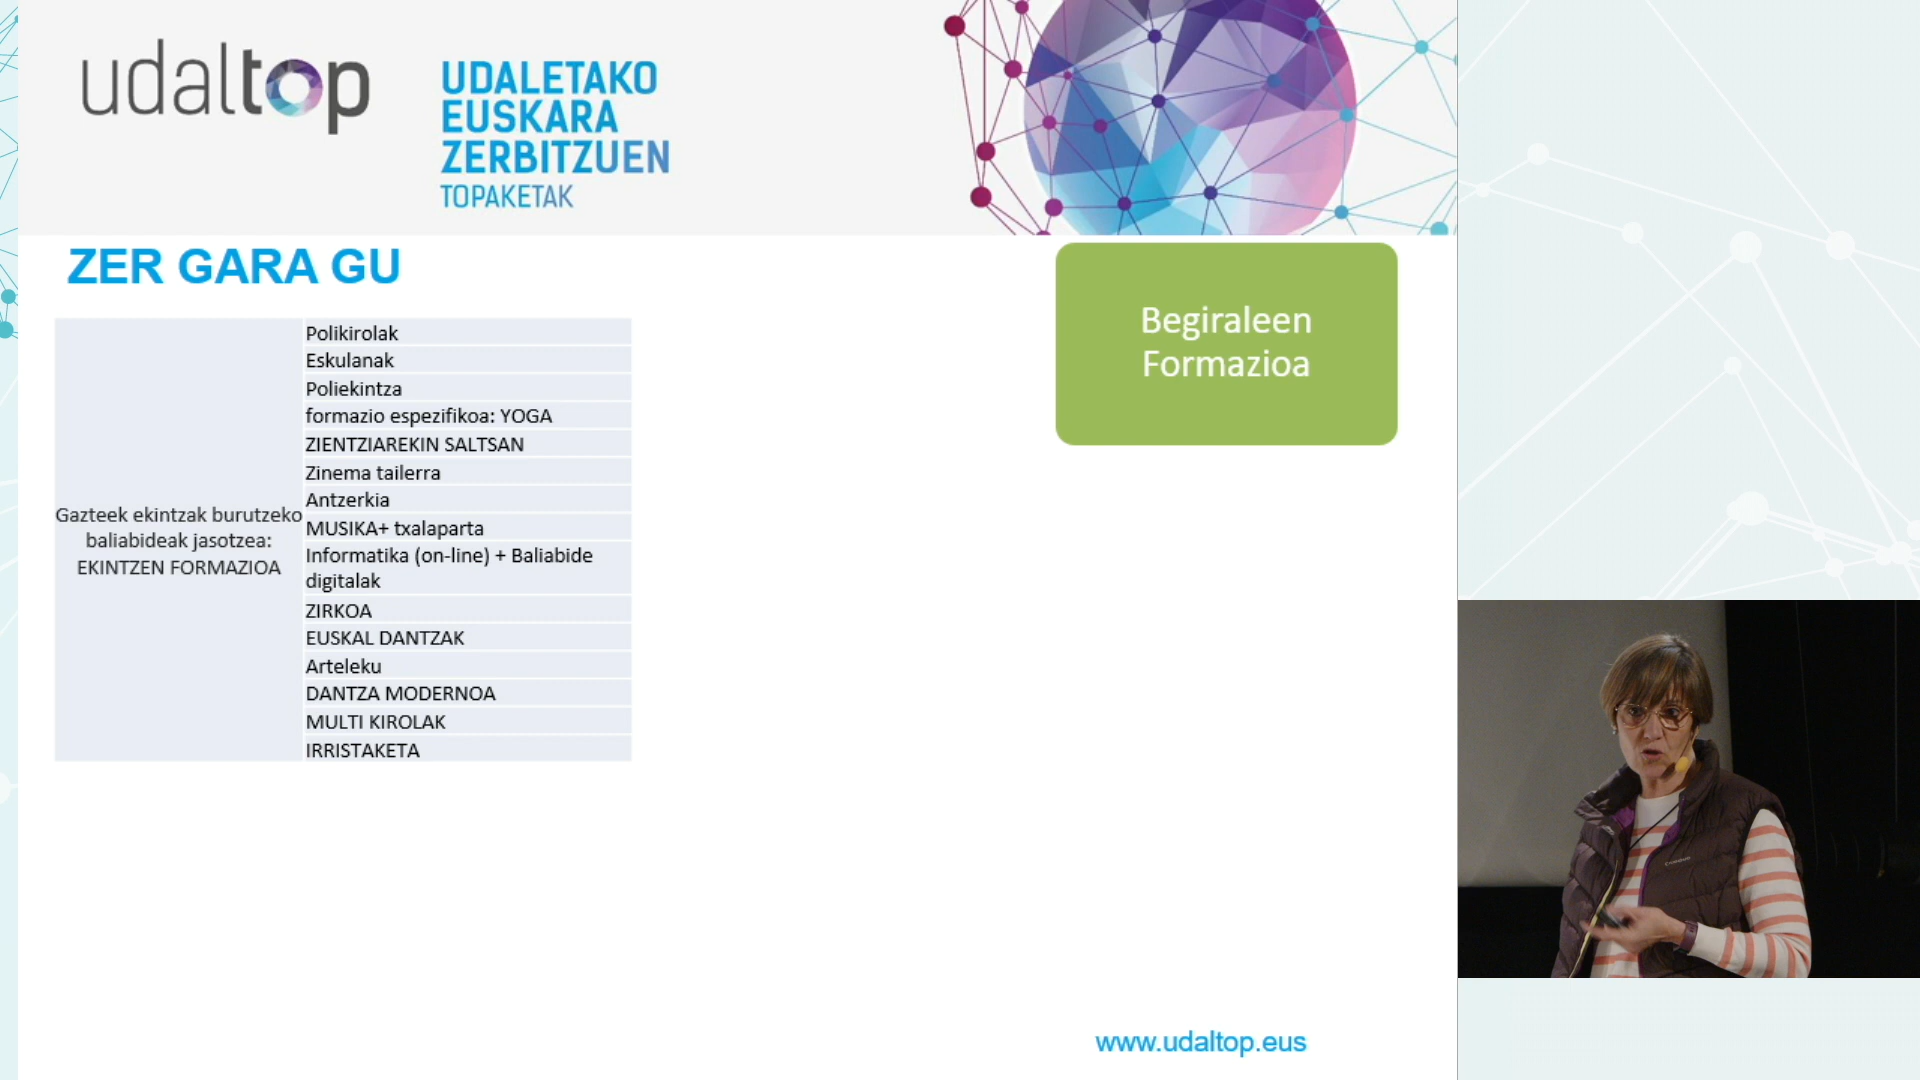 udaltop
UDALETAKO
EUSKARA
ZERBITZUEN
TOPAKETAK
ZER GARA GU
Begiraleen
Formazioa
Gazteek ekintzak burutzeko
baliabideak jasotzea:
EKINTZEN FORMAZIOA
Polikirolak
Eskulanak
Poliekintza
formazio espezifikoa: YOGA
ZIENTZIAREKIN SALTSAN
Zinema tailerra
Antzerkia
MUSIKA+ txalaparta
Informatika (on-line) + Baliabide
digitalak
ZIRKOA
EUSKAL DANTZAK
Arteleku
DANTZA MODERNOA
MULTI KIROLAK
IRRISTAKETA
www.udaltop.eus